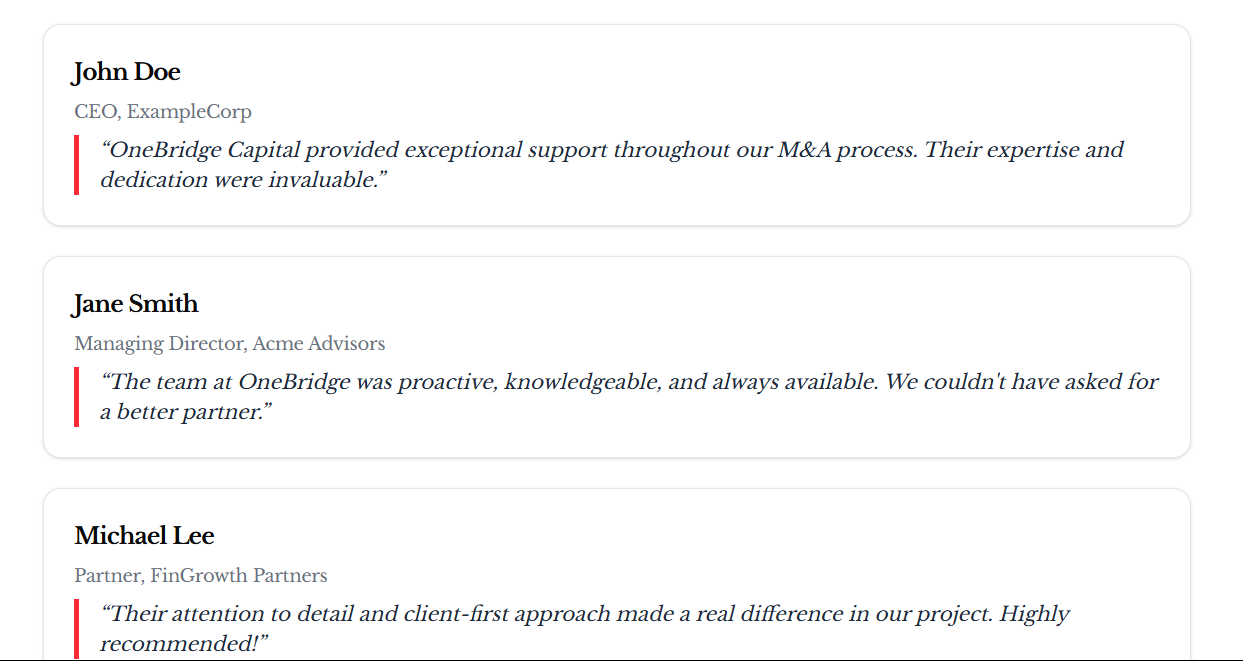 John Doe
CEO, ExampleCorp
“OneBridge Capital provided exceptional support throughout our M&A process. Their expertise and
dedication were invaluable.”
Jane Smith
Managing Director, Acme Advisors
“The team at OneBridge was proactive, knowledgeable, and always available. We couldn't have asked for
a better partner.”
Michael Lee
Partner, FinGrowth Partners
“Their attention to detail and client-first approach made a real difference in our project. Highly
recommended!”